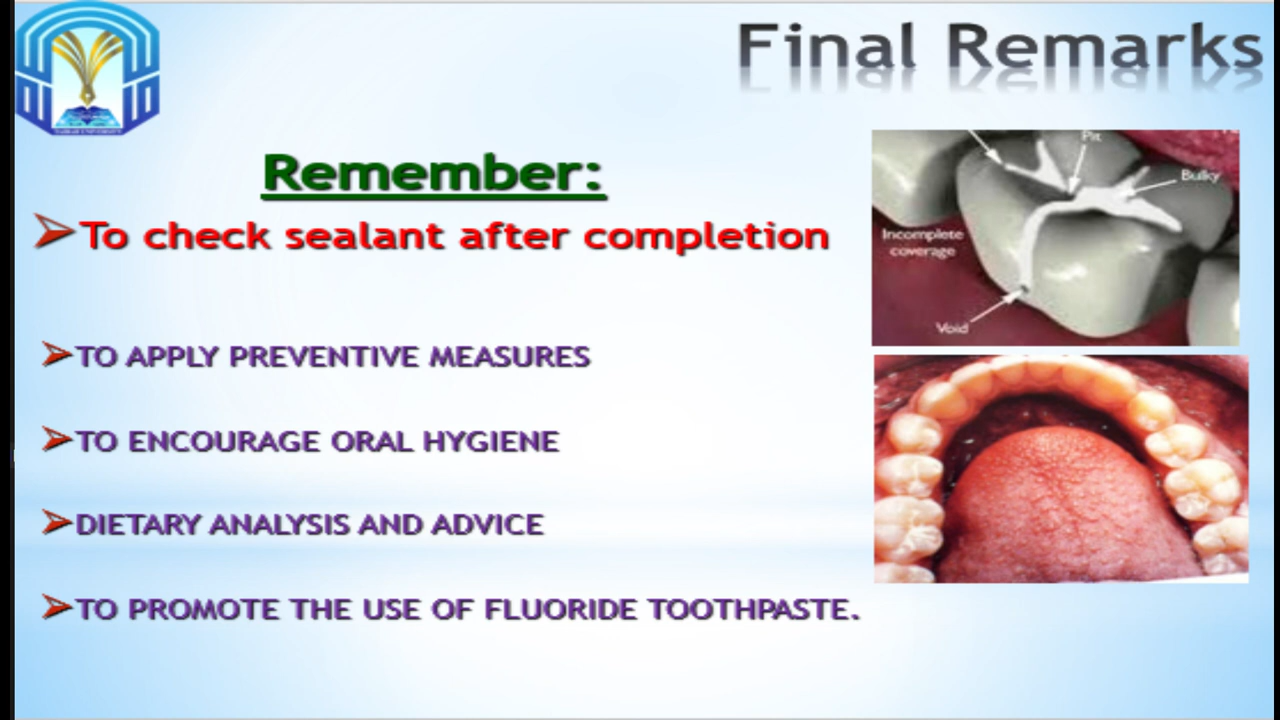 Final Remarks
Remember:
To check sealant after completion
TO APPLY PREVENTIVE MEASURES
TO ENCOURAGE ORAL HYGIENE
DIETARY ANALYSIS AND ADVICE
TO PROMOTE THE USE OF FLUORIDE TOOTHPASTE.
Pit
Bulky
Incomplete
coverage
Void